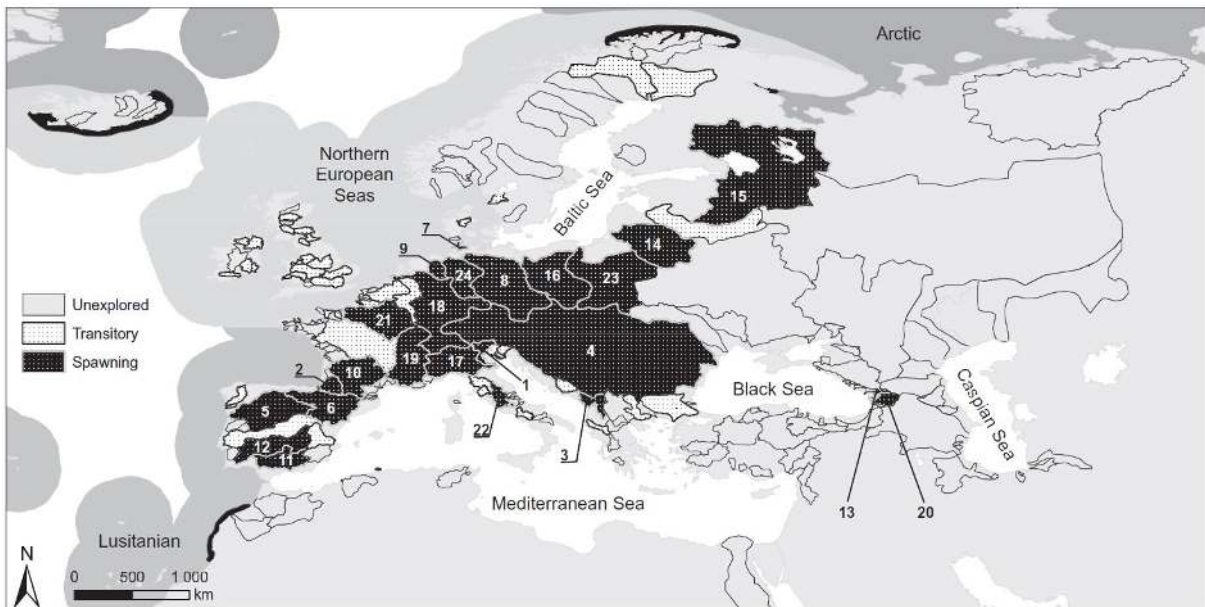 Arctic
Northern
European
Seas
Baltic Sea
15
14
7
9
24
8
16
23
18
21
Unexplored
Transitory
Spawning
4
19
17
10
2
1
Black Sea
Caspian Sea
5
6
22
3
12
11
Mediterranean Sea
13
20
Lusitanian
N
0 500 1 000
km